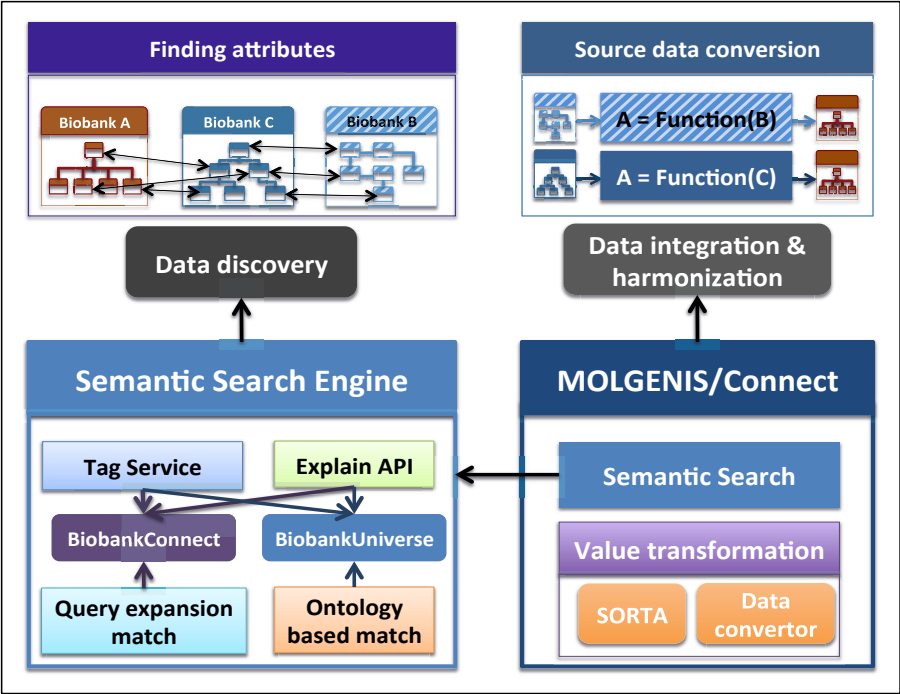 Finding attributes
Biobank A
Biobank C
Biobank B
Source data conversion
A = Function(B)
A = Function(C)
Data discovery
Data integration &
harmonization
Semantic Search Engine
Tag Service
Explain API
BiobankConnect
BiobankUniverse
Query expansion
match
Ontology
based match
MOLGENIS/Connect
Semantic Search
Value transformation
SORTA
Data
convertor